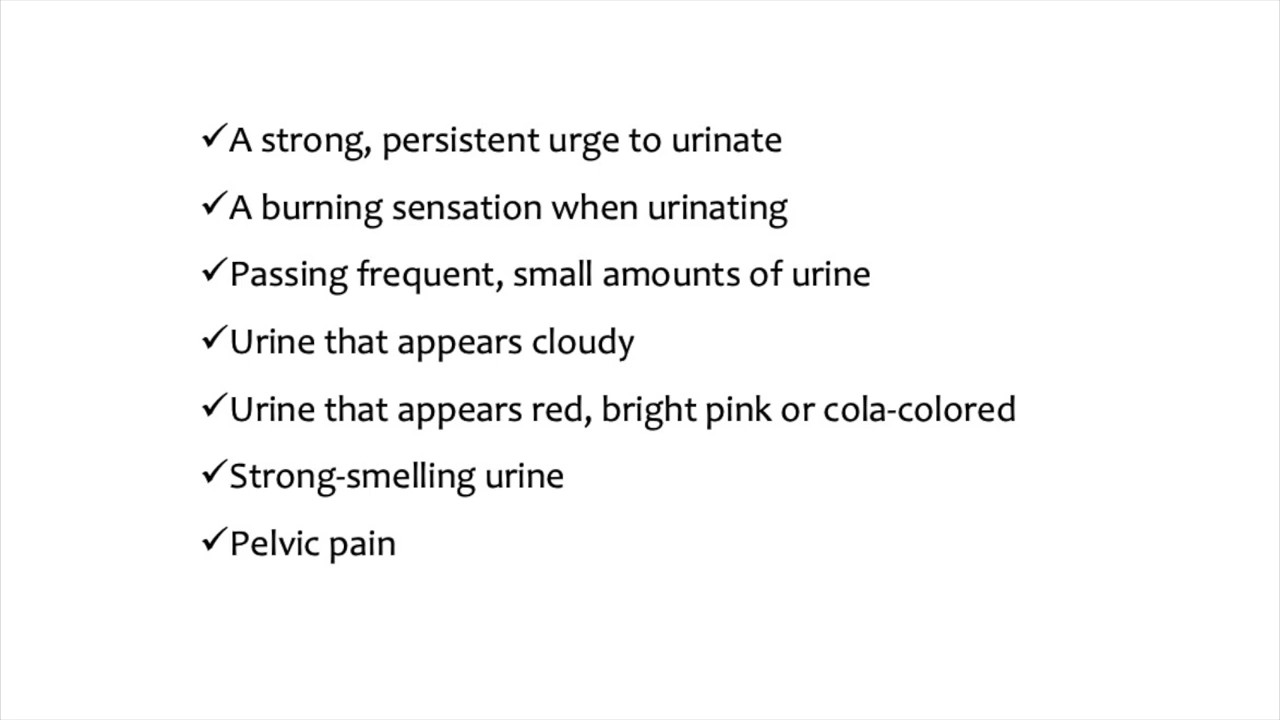 ✓A strong, persistent urge to urinate
✓A burning sensation when urinating
✓Passing frequent, small amounts of urine
✓Urine that appears cloudy
✓Urine that appears red, bright pink or cola-colored
✓Strong-smelling urine
✓Pelvic pain